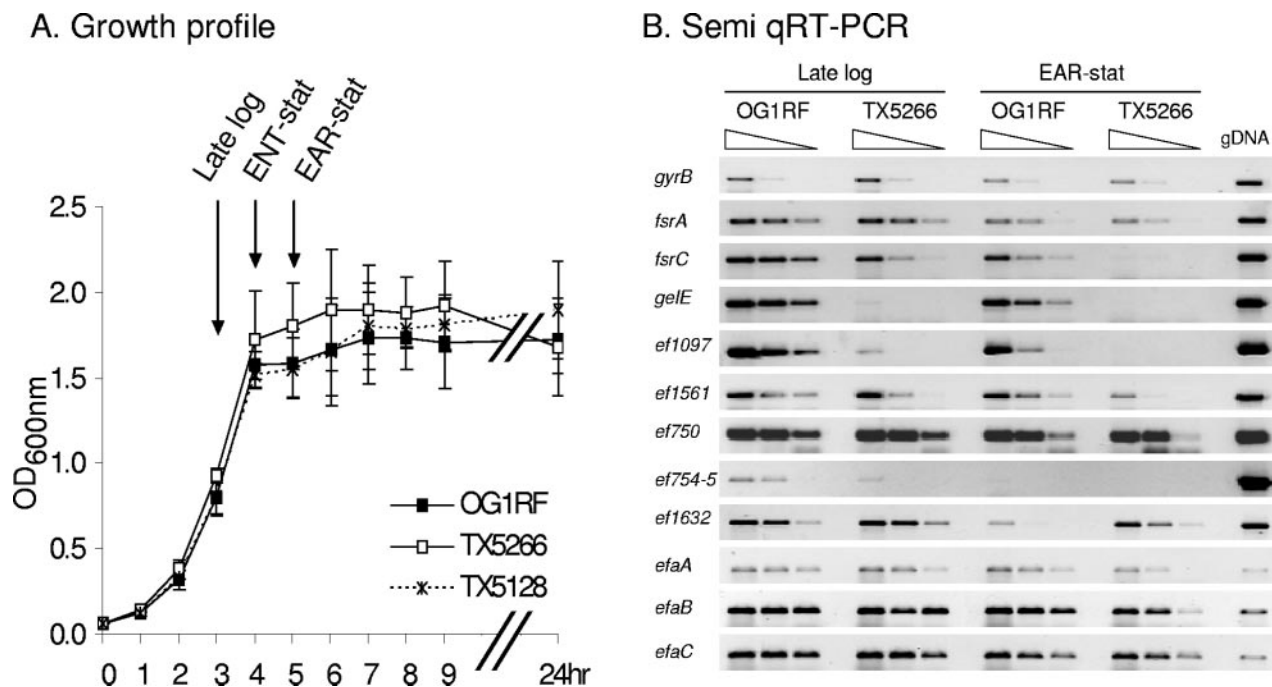 A. Growth profile
Late log
ENT-stat
EAR-stat
OD600nm
2.5
2.0
1.5
1.0
0.5
0.0
OG1RF
TX5266
TX5128
0 1 2 3 4 5 6 7 8 9 24hr
B. Semi qRT-PCR
Late log EAR-stat
OG1RF TX5266 OG1RF TX5266 gDNA
gyrB
fsrA
fsrC
gelE
ef1097
ef1561
ef750
ef754-5
ef1632
efaA
efaB
efaC